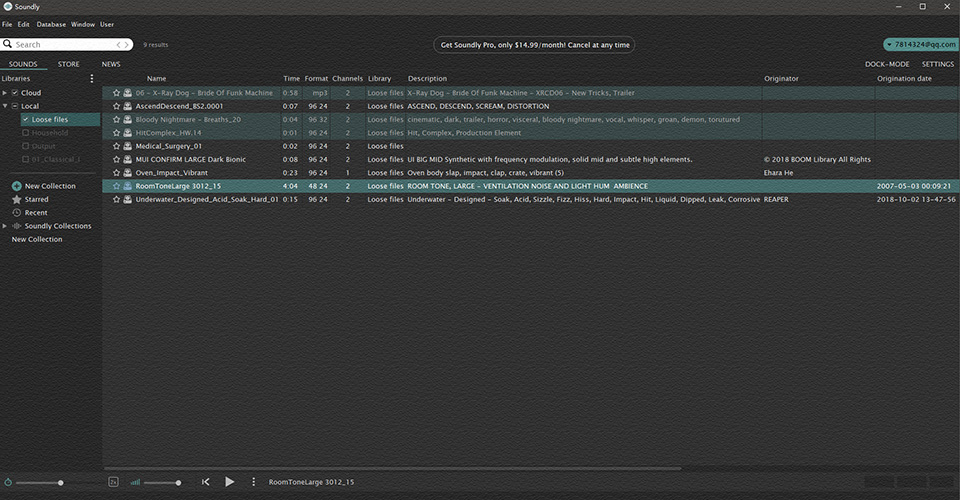 Soundly
File Edit Database Window User
Search 9 results Get Soundly Pro, only $14.99/month! Cancel at any time 7814324@qq.com
SOUNDS STORE NEWS DOCK-MODE SETTINGS
Libraries Name Time Format Channels Library Description Originator Origination date
Cloud 06 - X-Ray Dog - Bride Of Funk Machine 0:58 mp3 2 Loose files X-Ray Dog - Bride Of Funk Machine - XRCD06 - New Tricks, Trailer
Local AscendDescend_BS2.0001 0:07 96 24 2 Loose files ASCEND, DESCEND, SCREAM, DISTORTION
Loose files Bloody Nightmare - Breaths_20 0:04 96 32 2 Loose files cinematic, dark, trailer, horror, visceral, bloody nightmare, vocal, whisper, groan, demon, torutured
Household HitComplex_HW.14 0:01 96 24 2 Loose files Hit, Complex, Production Element
Output Medical_Surgery_01 0:02 96 24 2 Loose files
01_Classical_I MUI CONFIRM LARGE Dark Bionic 0:08 96 24 2 Loose files UI BIG MID Synthetic with frequency modulation, solid mid and subtle high elements. © 2018 BOOM Library All Rights
Oven_Impact_Vibrant 0:23 96 24 1 Loose files Oven body slap, impact, clap, crate, vibrant (5) Ehara He
New Collection RoomToneLarge 3012_15 4:04 48 24 2 Loose files ROOM TONE, LARGE - VENTILATION NOISE AND LIGHT HUM AMBIENCE 2007-05-03 00:09:21
Starred Underwater_Designed_Acid_Soak_Hard_01 0:15 96 24 2 Loose files Underwater - Designed - Soak, Acid, Sizzle, Fizz, Hiss, Hard, Impact, Hit, Liquid, Dipped, Leak, Corrosive REAPER 2018-10-02 13-47-56
Recent
Soundly Collections
New Collection
2x RoomToneLarge 3012_15